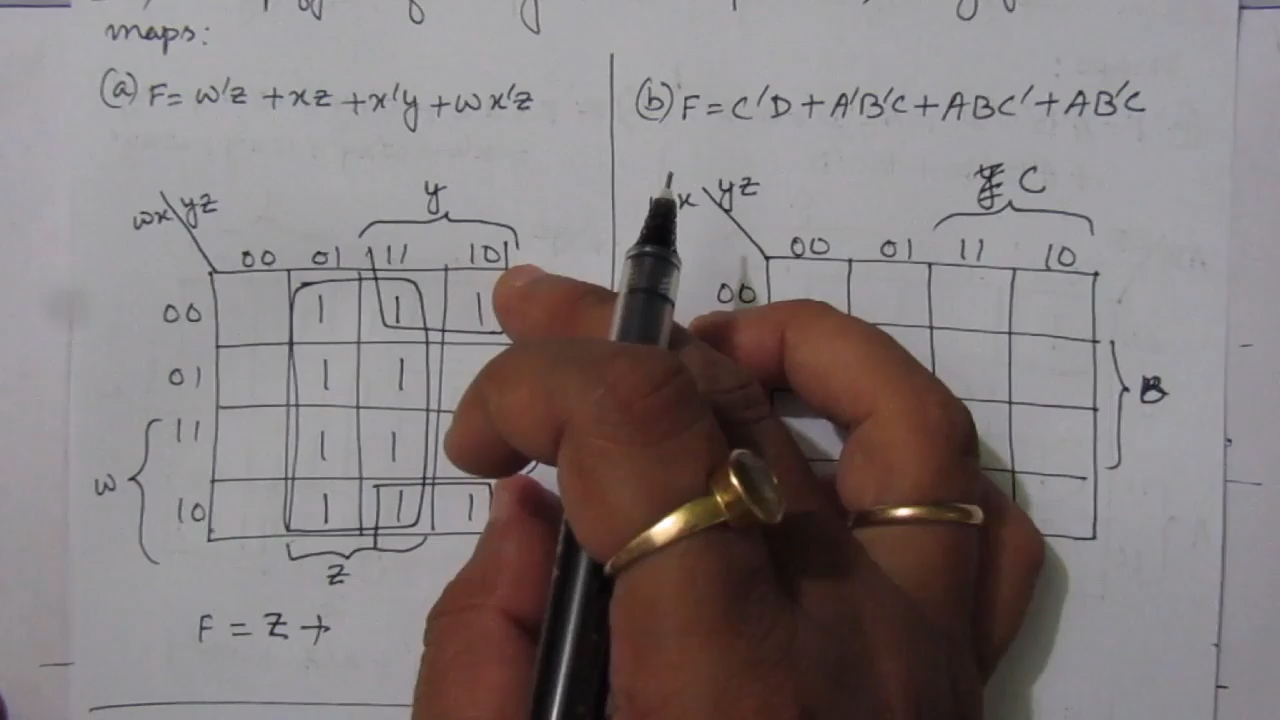 maps:
(a) F = w'z + xz + x'y + wx'z
(b) F = C'D + A'B'C + ABC' + AB'C
y
C
wx yz
x yz
00 01 11 10
00 01 11 10
00 1 1 1
00
01 1 1
B
11 1 1
w
10 1 1 1
z
F = Z +